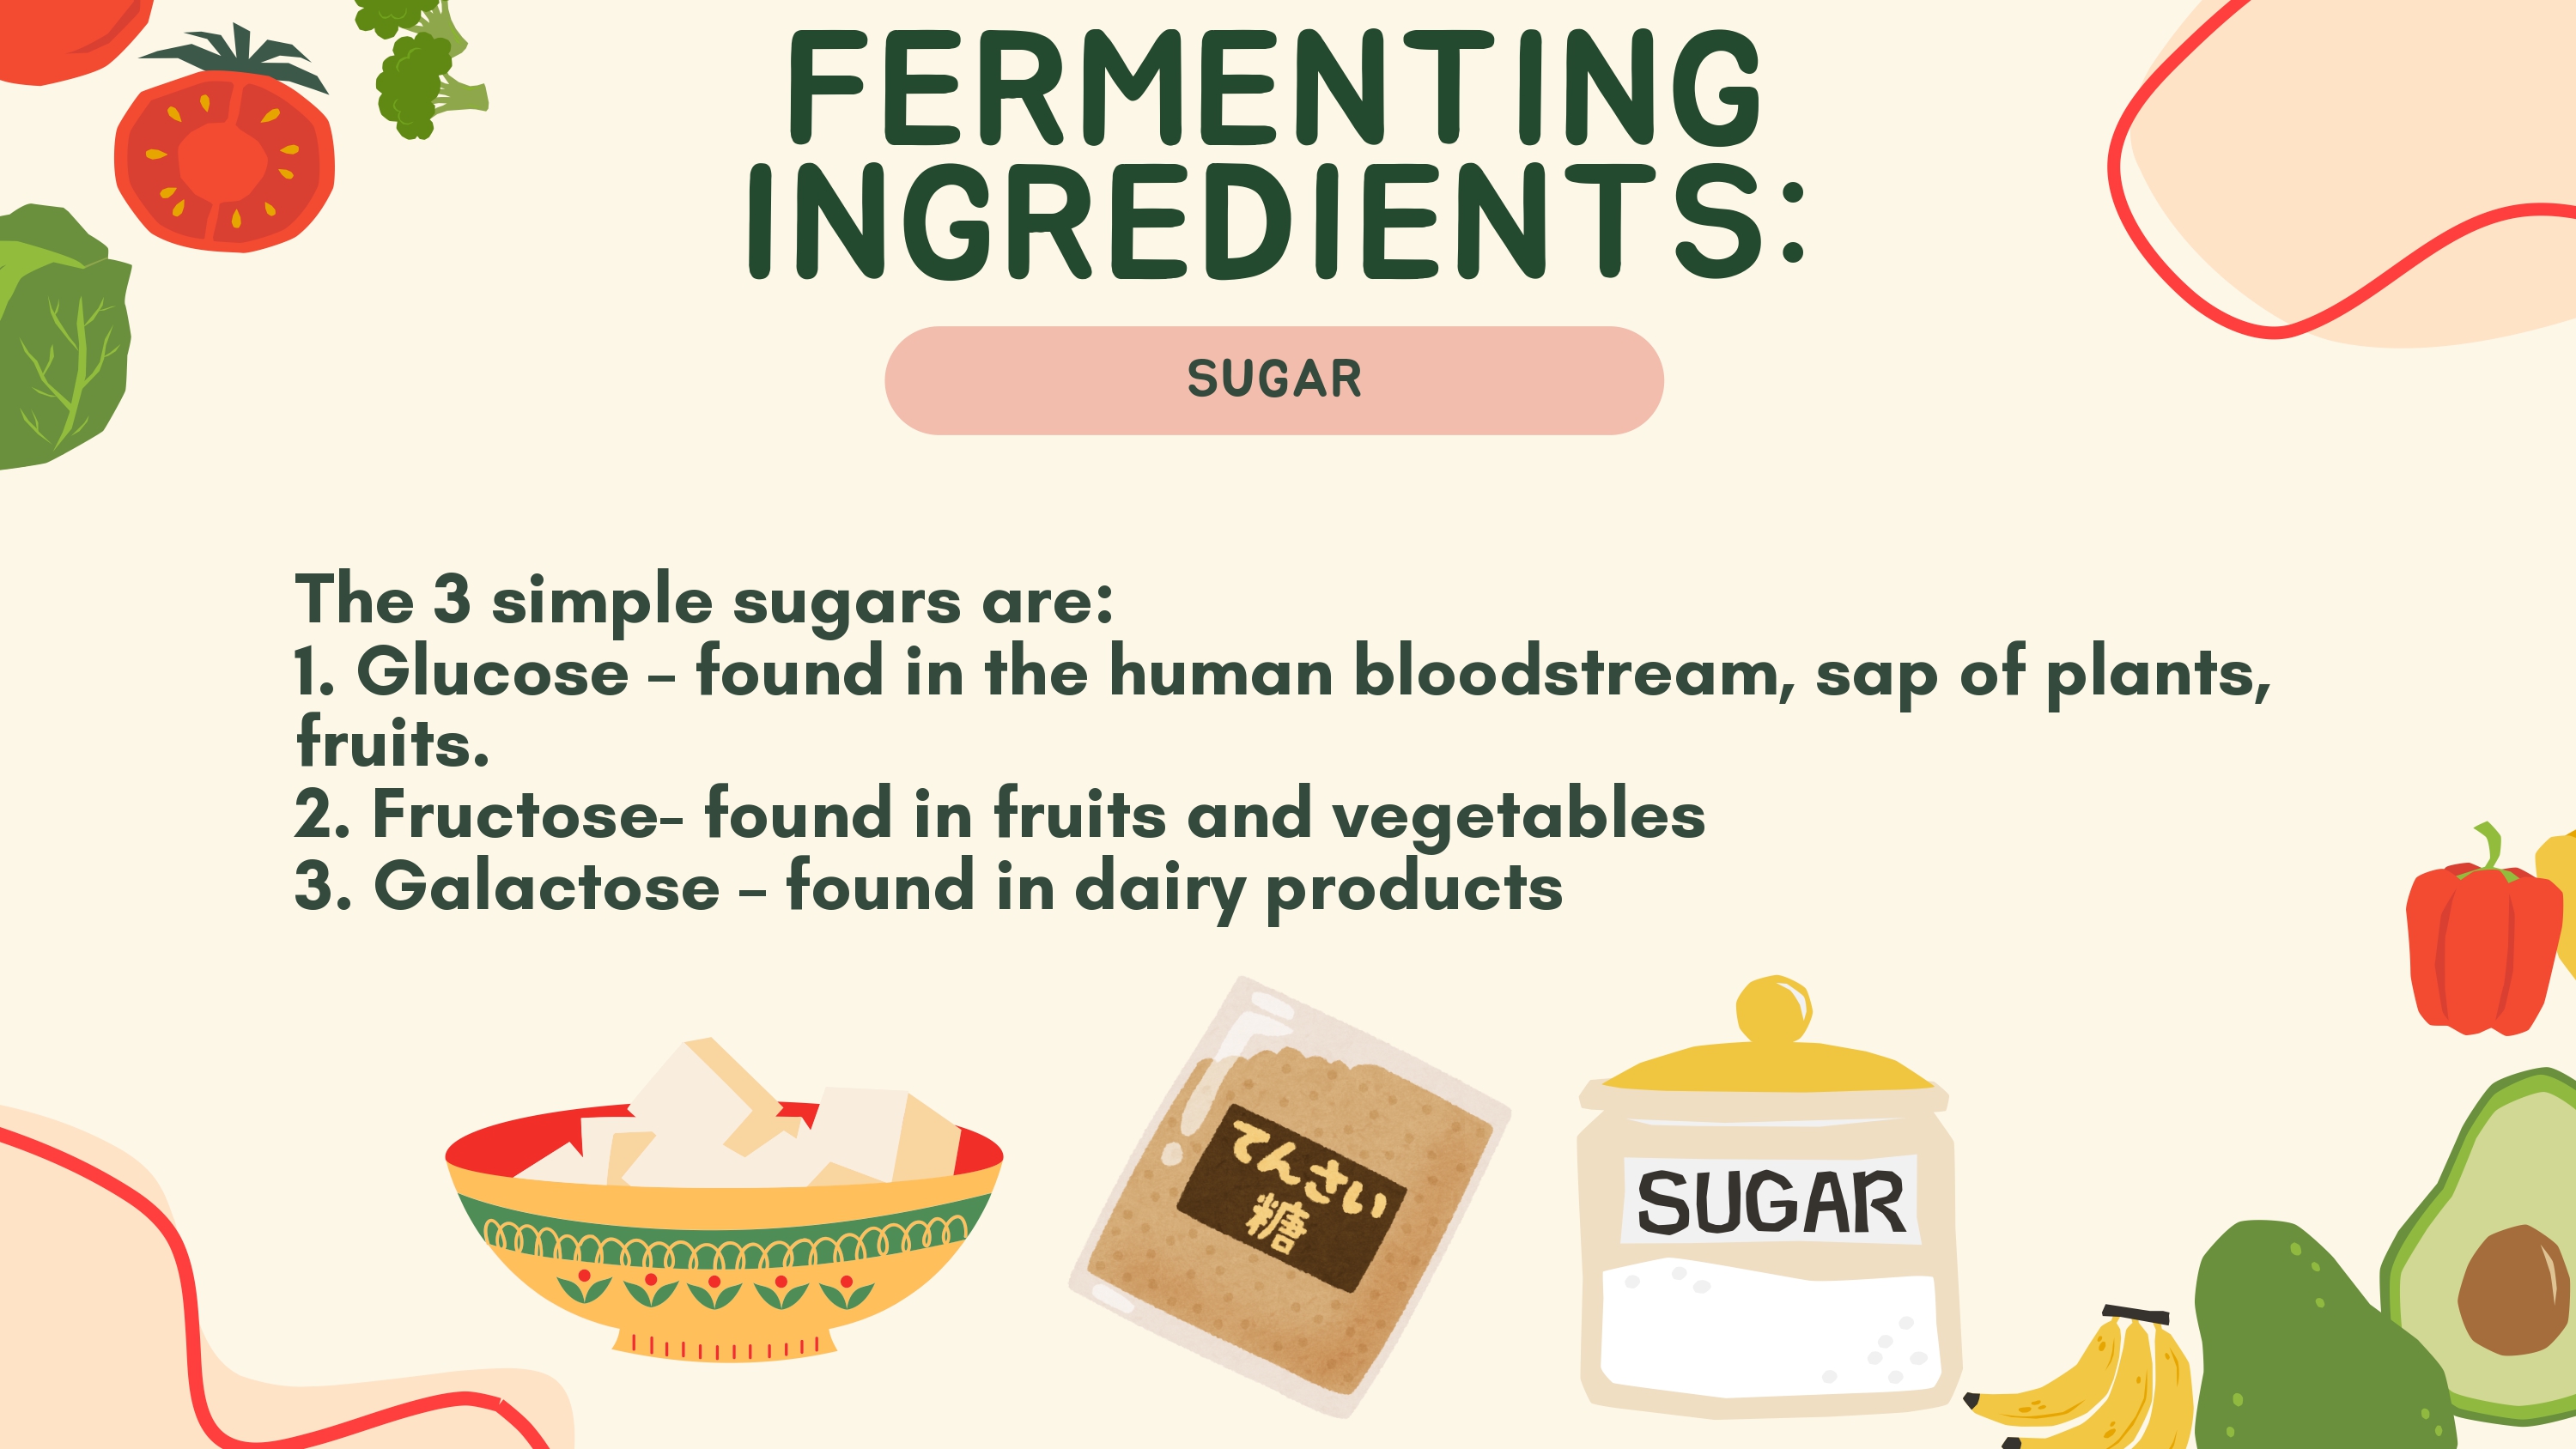 FERMENTING
INGREDIENTS:
SUGAR
The 3 simple sugars are:
1. Glucose – found in the human bloodstream, sap of plants,
fruits.
2. Fructose– found in fruits and vegetables
3. Galactose – found in dairy products
てんさい
糖
SUGAR